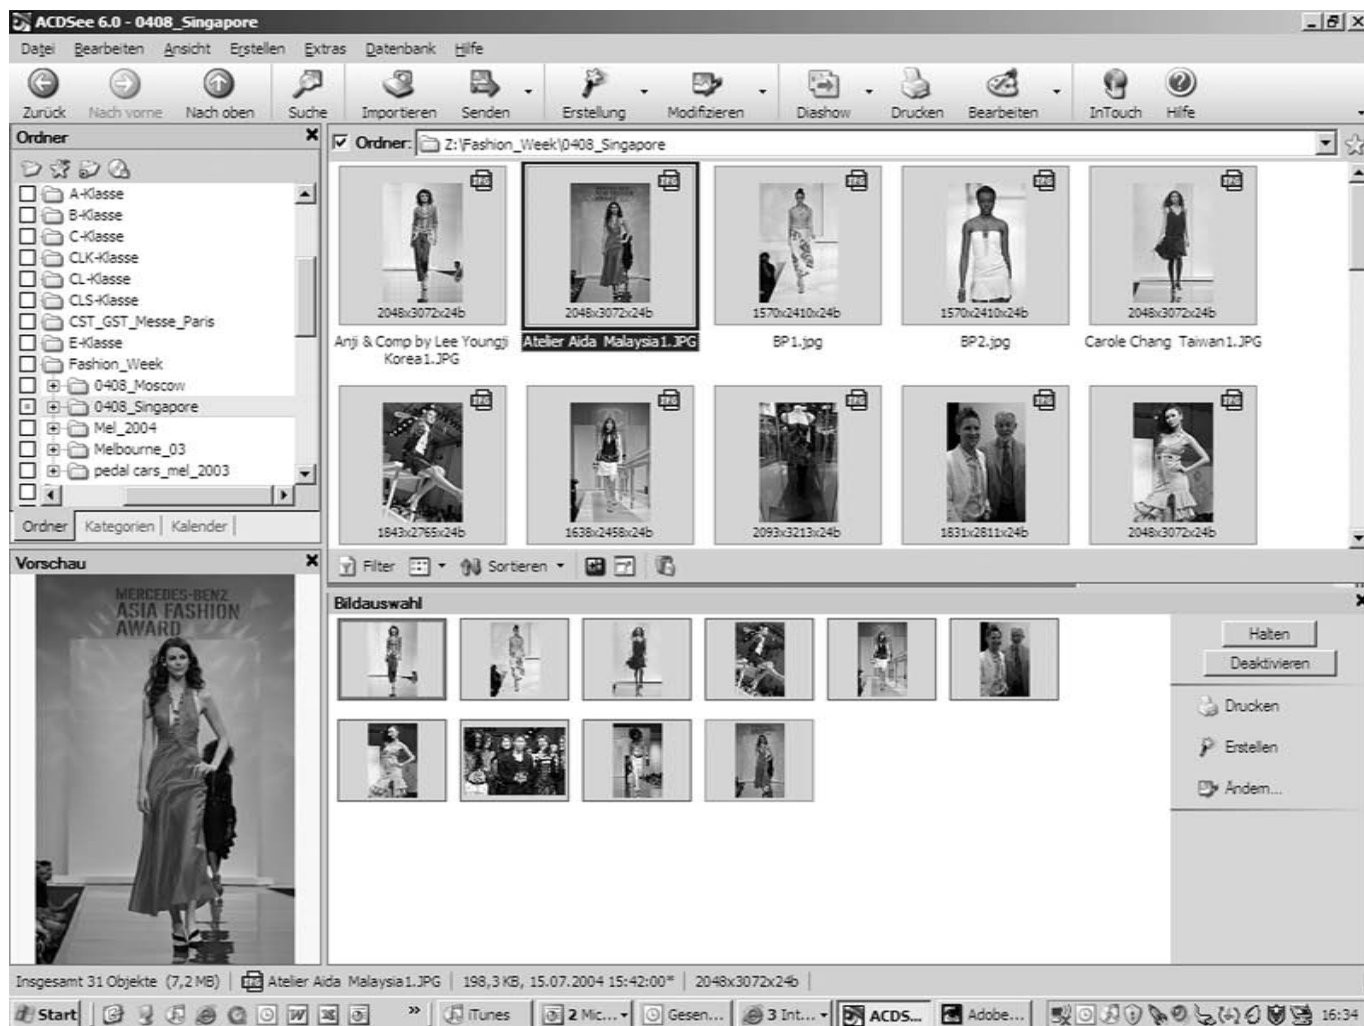 ACDSee 6.0 - 0408_Singapore
Datei Bearbeiten Ansicht Erstellen Extras Datenbank Hilfe
Zurück Nach vorne Nach oben Suche Importieren Senden Erstellung Modifizieren Diashow Drucken Bearbeiten InTouch Hilfe
Ordner
A-Klasse
B-Klasse
C-Klasse
CLK-Klasse
CL-Klasse
CLS-Klasse
CST_GST_Messe_Paris
E-Klasse
Fashion_Week
0408_Moscow
0408_Singapore
Mel_2004
Melbourne_03
pedal cars_mel_2003
Ordner Kategorien Kalender
Ordner: Z:\Fashion_Week\0408_Singapore
2048x3072x24b 2048x3072x24b 1570x2410x24b 1570x2410x24b 2048x3072x24b
Anji & Comp by Lee Youngji Korea1.JPG
Atelier Aida Malaysia1.JPG
BP1.jpg
BP2.jpg
Carole Chang Taiwan1.JPG
1843x2765x24b 1638x2458x24b 2093x3213x24b 1831x2811x24b 2048x3072x24b
Filter Sortieren
Vorschau
MERCEDES-BENZ
ASIA FASHION
AWARD
Bildauswahl
Halten
Deaktivieren
Drucken
Erstellen
Ändern...
Insgesamt 31 Objekte (7,2 MB) Atelier Aida Malaysia1.JPG 198,3 KB, 15.07.2004 15:42:00* 2048x3072x24b
Start » iTunes 2 Mic... Gesen... 3 Int... ACDS... Adobe... 16:34